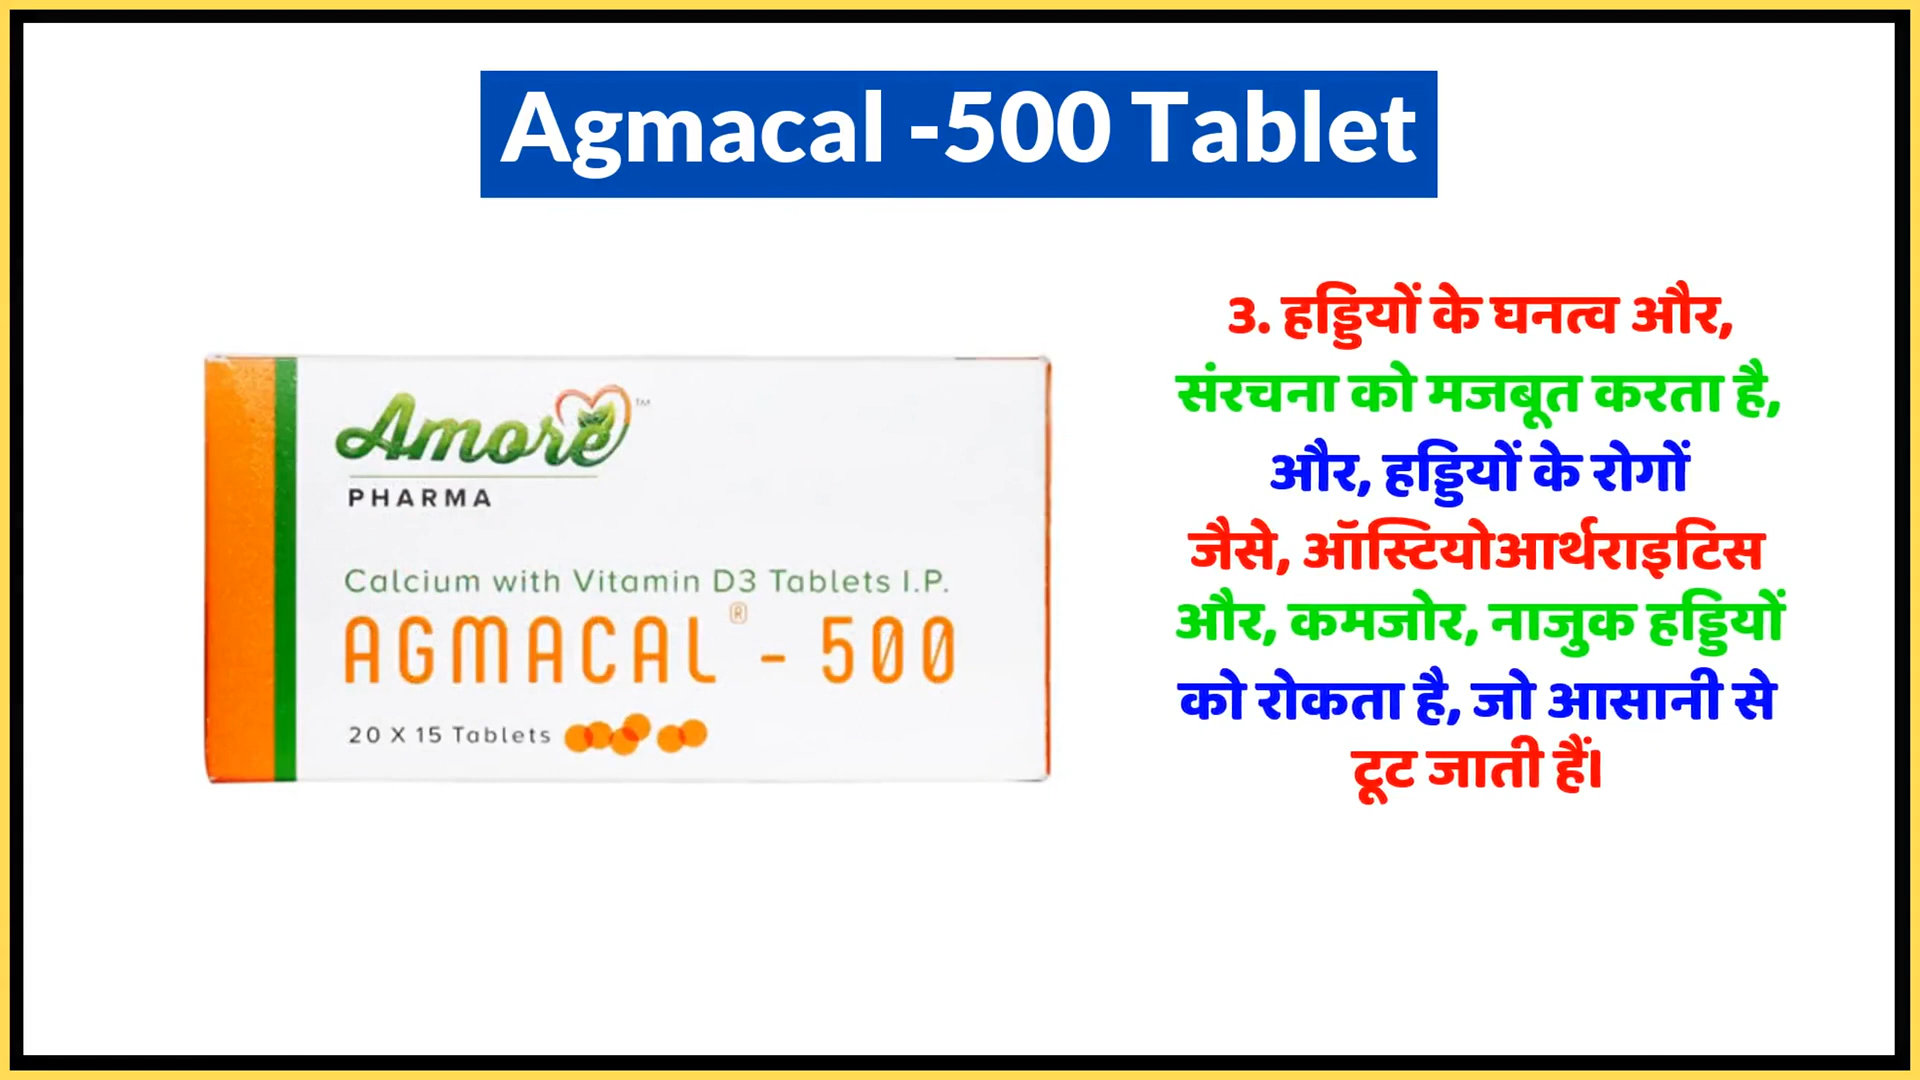 Agmacal -500 Tablet
Amore ™
PHARMA
Calcium with Vitamin D3 Tablets I.P.
AGMACAL® - 500
20 X 15 Tablets
3. हड्डियों के घनत्व और,
संरचना को मजबूत करता है,
और, हड्डियों के रोगों
जैसे, ऑस्टियोआर्थराइटिस
और, कमजोर, नाजुक हड्डियों
को रोकता है, जो आसानी से
टूट जाती हैं।